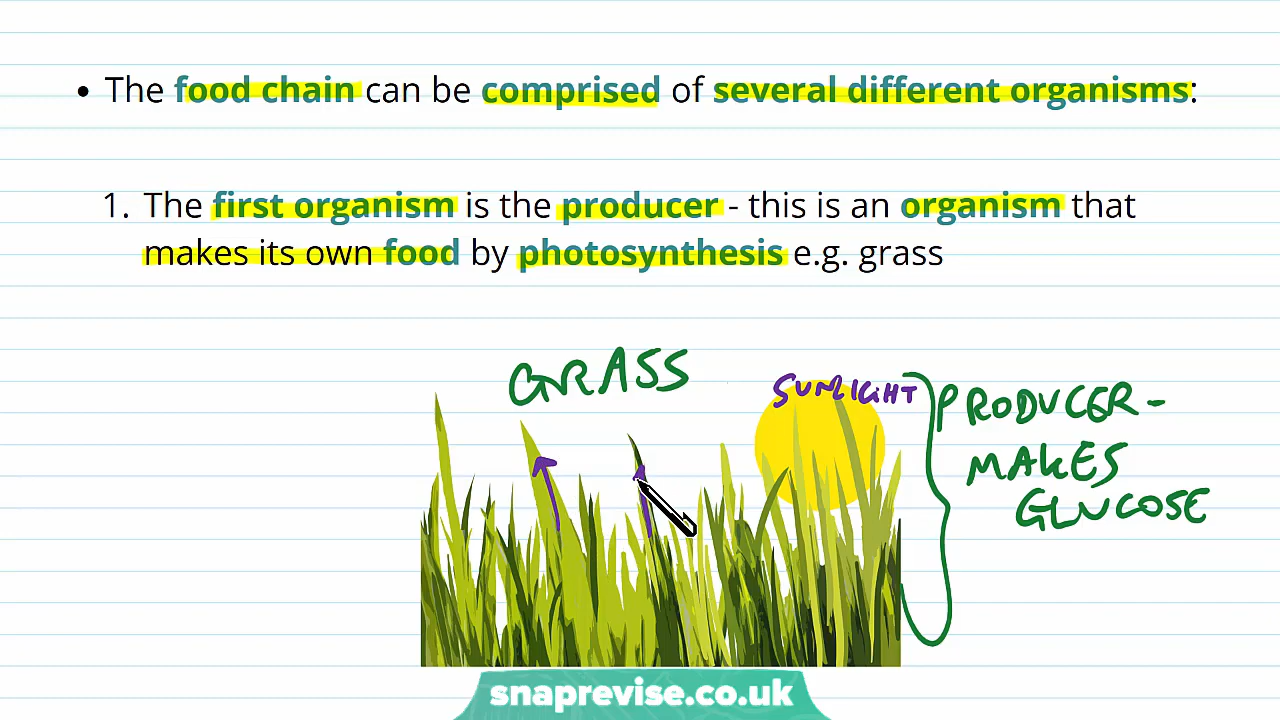 • The food chain can be comprised of several different organisms:
1. The first organism is the producer - this is an organism that
makes its own food by photosynthesis e.g. grass
GRASS
SUNLIGHT
PRODUCER-
MAKES
GLUCOSE
snaprevise.co.uk